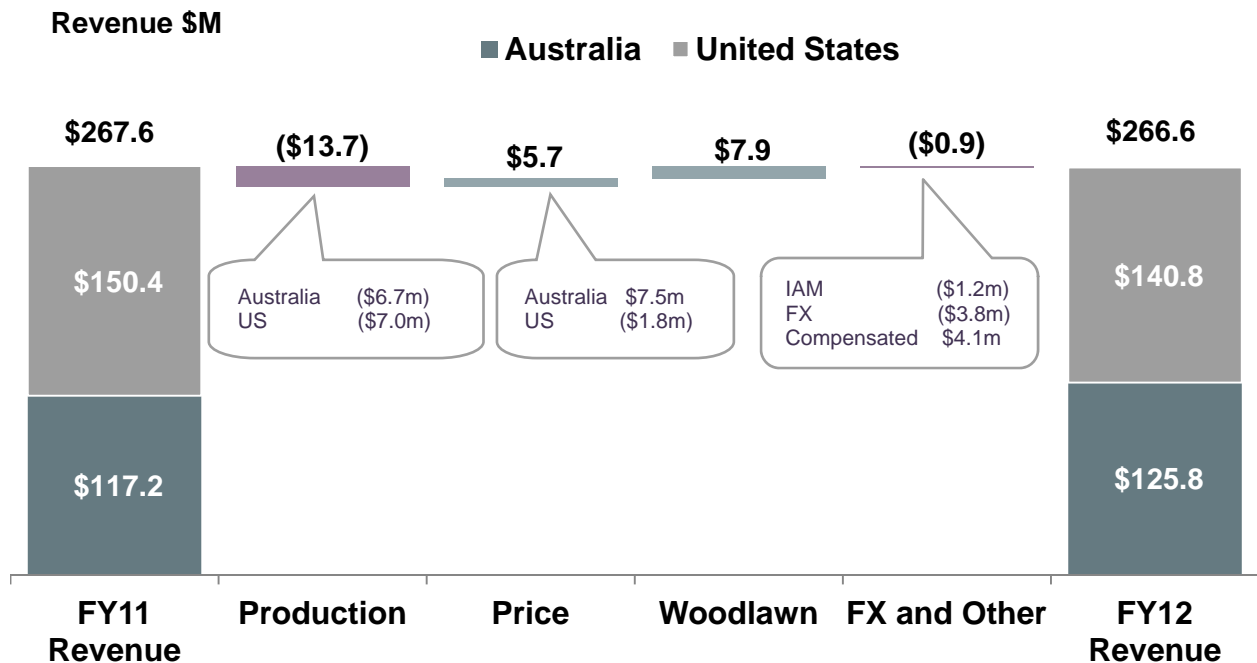 Revenue $M
Australia United States
$267.6
($13.7)
$5.7
$7.9
($0.9)
$266.6
$150.4
$117.2
Australia ($6.7m)
US ($7.0m)
Australia $7.5m
US ($1.8m)
IAM ($1.2m)
FX ($3.8m)
Compensated $4.1m
$140.8
$125.8
FY11
Revenue
Production
Price
Woodlawn
FX and Other
FY12
Revenue